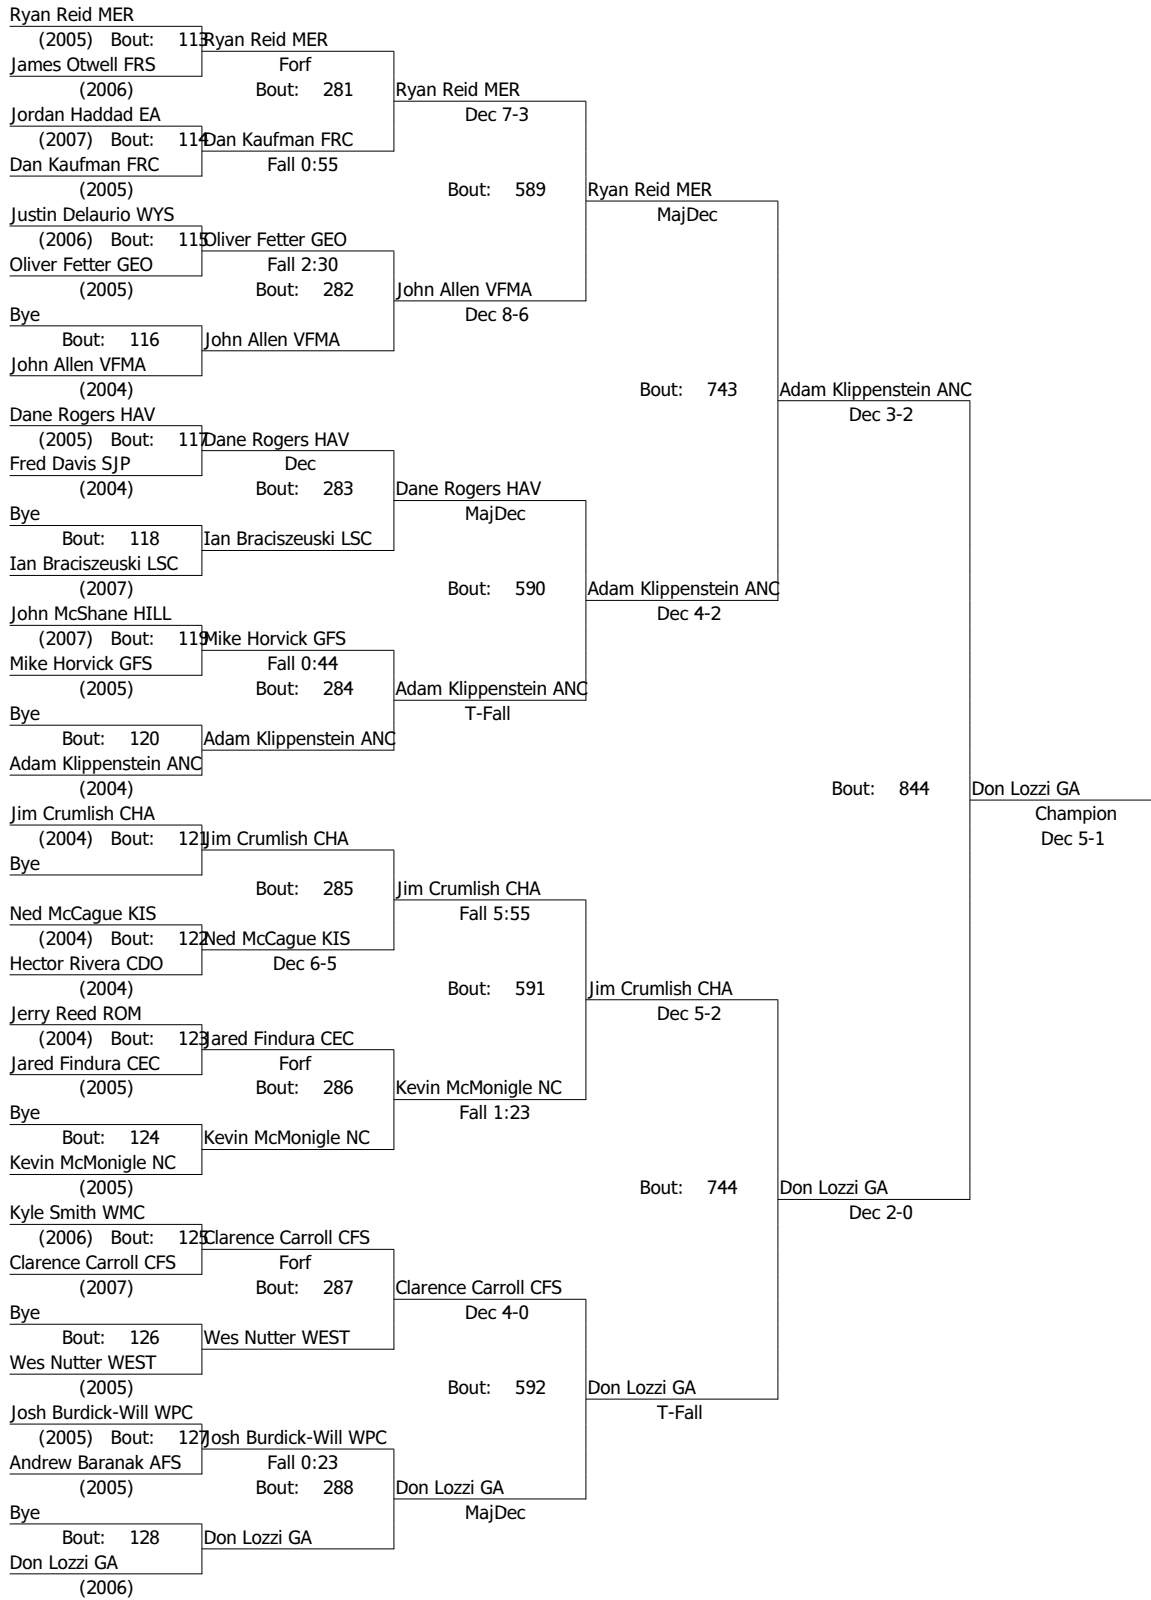 Ryan Reid MER
(2005) Bout: 113 Ryan Reid MER
James Otwell FRS Forf
(2006) Bout: 281 Ryan Reid MER
Jordan Haddad EA Dec 7-3
(2007) Bout: 114 Dan Kaufman FRC
Dan Kaufman FRC Fall 0:55
(2005) Bout: 589 Ryan Reid MER
Justin Delaurio WYS MajDec
(2006) Bout: 115 Oliver Fetter GEO
Oliver Fetter GEO Fall 2:30
(2005) Bout: 282 John Allen VFMA
Bye Dec 8-6
Bout: 116 John Allen VFMA
John Allen VFMA
(2004) Bout: 743 Adam Klippenstein ANC
Dane Rogers HAV Dec 3-2
(2005) Bout: 117 Dane Rogers HAV
Fred Davis SJP Dec
(2004) Bout: 283 Dane Rogers HAV
Bye MajDec
Bout: 118 Ian Braciszeuski LSC
Ian Braciszeuski LSC
(2007) Bout: 590 Adam Klippenstein ANC
John McShane HILL Dec 4-2
(2007) Bout: 119 Mike Horvick GFS
Mike Horvick GFS Fall 0:44
(2005) Bout: 284 Adam Klippenstein ANC
Bye T-Fall
Bout: 120 Adam Klippenstein ANC
Adam Klippenstein ANC
(2004) Bout: 844 Don Lozzi GA
Jim Crumlish CHA Champion
(2004) Bout: 121 Jim Crumlish CHA Dec 5-1
Bye
Bout: 285 Jim Crumlish CHA
Ned McCague KIS Fall 5:55
(2004) Bout: 122 Ned McCague KIS
Hector Rivera CDO Dec 6-5
(2004) Bout: 591 Jim Crumlish CHA
Jerry Reed ROM Dec 5-2
(2004) Bout: 123 Jared Findura CEC
Jared Findura CEC Forf
(2005) Bout: 286 Kevin McMonigle NC
Bye Fall 1:23
Bout: 124 Kevin McMonigle NC
Kevin McMonigle NC
(2005) Bout: 744 Don Lozzi GA
Kyle Smith WMC Dec 2-0
(2006) Bout: 125 Clarence Carroll CFS
Clarence Carroll CFS Forf
(2007) Bout: 287 Clarence Carroll CFS
Bye Dec 4-0
Bout: 126 Wes Nutter WEST
Wes Nutter WEST
(2005) Bout: 592 Don Lozzi GA
Josh Burdick-Will WPC T-Fall
(2005) Bout: 127 Josh Burdick-Will WPC
Andrew Baranak AFS Fall 0:23
(2005) Bout: 288 Don Lozzi GA
Bye MajDec
Bout: 128 Don Lozzi GA
Don Lozzi GA
(2006)